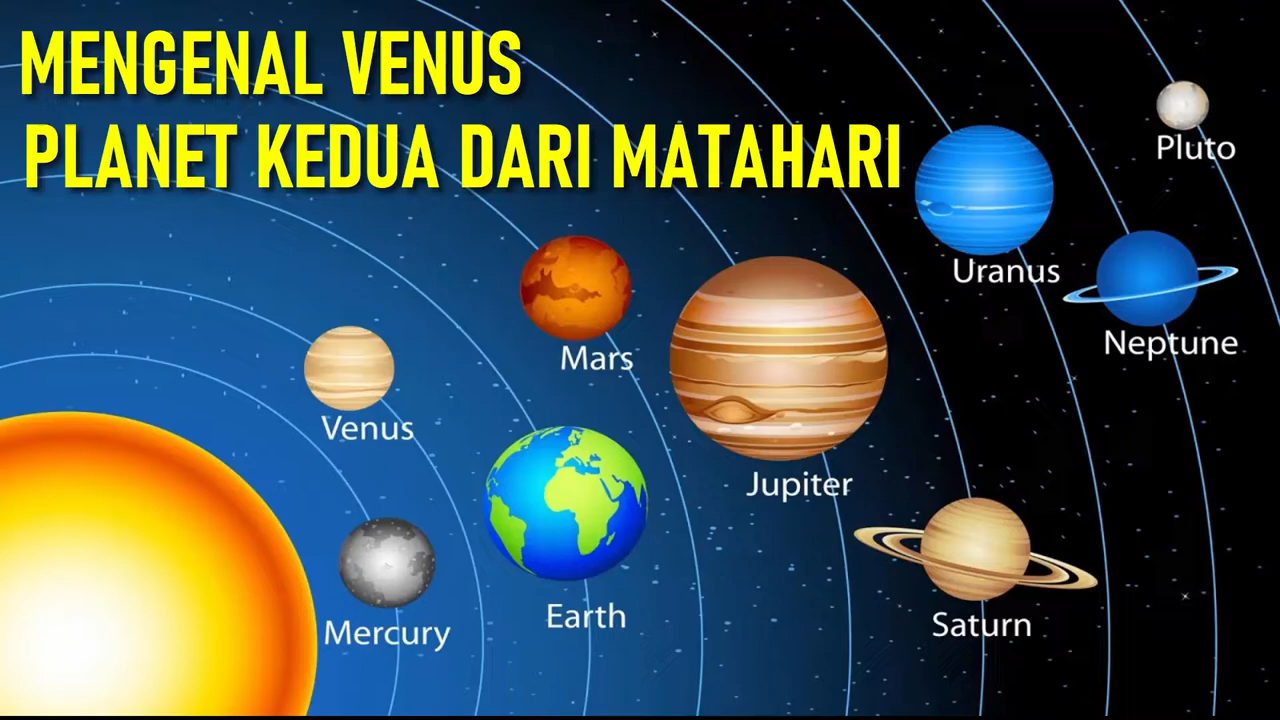 MENGENAL VENUS
PLANET KEDUA DARI MATAHARI
Pluto
Uranus
Neptune
Mars
Venus
Jupiter
Earth
Mercury
Saturn